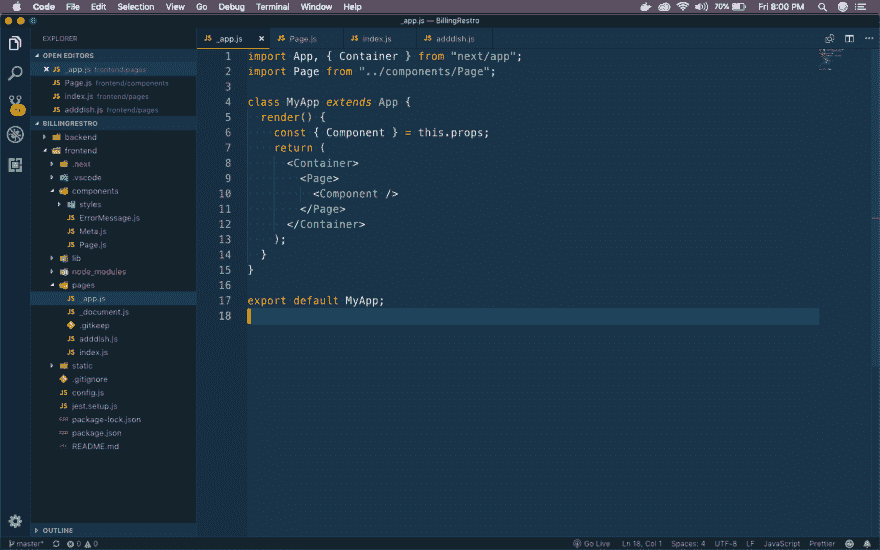 Code File Edit Selection View Go Debug Terminal Window Help 70% Fri 8:00 PM
_app.js — BillingRestro
EXPLORER
_app.js Page.js index.js adddish.js
OPEN EDITORS
_app.js frontend/pages
Page.js frontend/components
index.js frontend/pages
adddish.js frontend/pages
BILLINGRESTRO
backend
frontend
.next
.vscode
components
styles
ErrorMessage.js
Meta.js
Page.js
lib
node_modules
pages
_app.js
_document.js
.gitkeep
adddish.js
index.js
static
.gitignore
config.js
jest.setup.js
package-lock.json
package.json
README.md
OUTLINE
1 import App, { Container } from "next/app";
2 import Page from "../components/Page";
3
4 class MyApp extends App {
5 render() {
6 const { Component } = this.props;
7 return (
8 <Container>
9 <Page>
10 <Component />
11 </Page>
12 </Container>
13 );
14 }
15 }
16
17 export default MyApp;
18
master* 0 0 Go Live Ln 18, Col 1 Spaces: 4 UTF-8 LF JavaScript Prettier